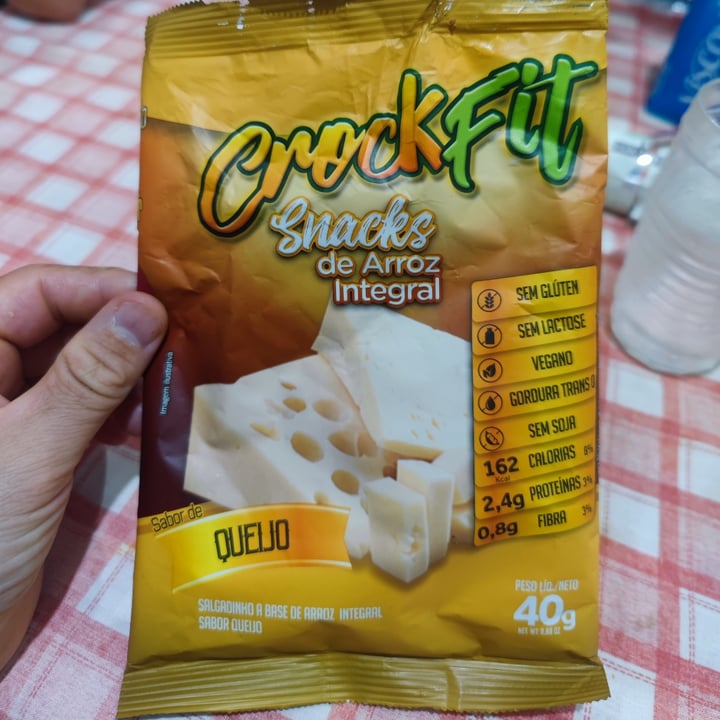 CrockFit
Snacks
de Arroz
Integral
SEM GLÚTEN
SEM LACTOSE
VEGANO
GORDURA TRANS 0
SEM SOJA
162 Kcal CALORIAS 8%
2,4g PROTEÍNAS 3%
0,8g FIBRA 3%
Imagem ilustrativa
Sabor de
QUEIJO
SALGADINHO A BASE DE ARROZ INTEGRAL
SABOR QUEIJO
PESO LÍQ./NETO
40g